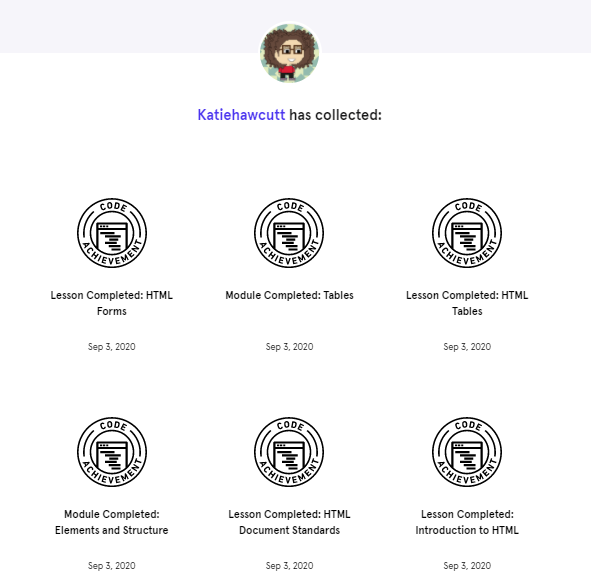 Katiehawcutt has collected:
CODE ACHIEVEMENT
CODE ACHIEVEMENT
CODE ACHIEVEMENT
Lesson Completed: HTML
Forms
Module Completed: Tables
Lesson Completed: HTML
Tables
Sep 3, 2020
Sep 3, 2020
Sep 3, 2020
CODE ACHIEVEMENT
CODE ACHIEVEMENT
CODE ACHIEVEMENT
Module Completed:
Elements and Structure
Lesson Completed: HTML
Document Standards
Lesson Completed:
Introduction to HTML
Sep 3, 2020
Sep 3, 2020
Sep 3, 2020